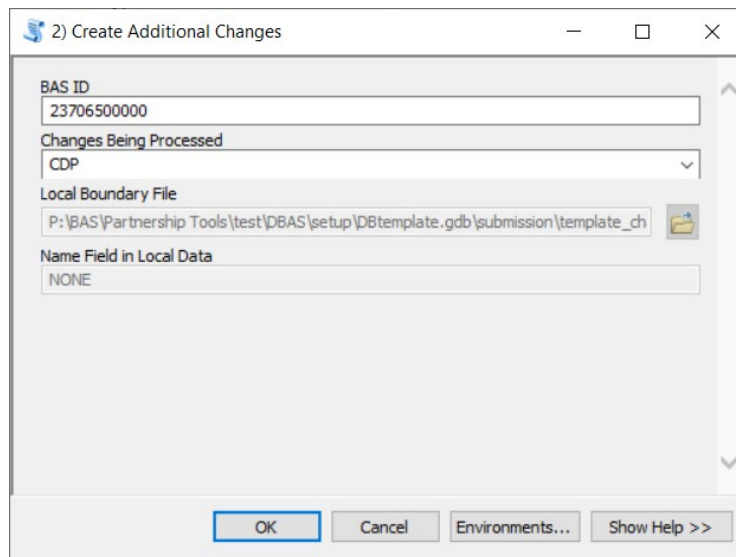 2) Create Additional Changes
BAS ID
23706500000
Changes Being Processed
CDP
Local Boundary File
P:\BAS\Partnership Tools\test\DBAS\setup\DBtemplate.gdb\submission\template_ch
Name Field in Local Data
NONE
OK Cancel Environments... Show Help >>